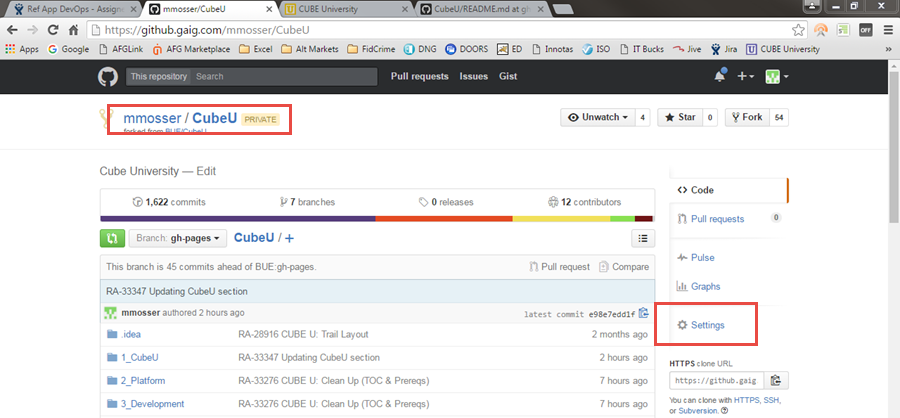 Ref App DevOps - Assigne
mmosser/CubeU
CUBE University
CubeU/README.md at gh
https://github.gaig.com/mmosser/CubeU
Apps Google AFGLink AFG Marketplace Excel Alt Markets FidCrime DNG DOORS ED Innotas ISO IT Bucks Jive Jira CUBE University
This repository Search Pull requests Issues Gist
mmosser / CubeU PRIVATE
forked from BUE/CubeU
Unwatch 4 Star 0 Fork 54
Cube University — Edit
1,622 commits 7 branches 0 releases 12 contributors
Branch: gh-pages CubeU / +
This branch is 45 commits ahead of BUE:gh-pages. Pull request Compare
RA-33347 Updating CubeU section
mmosser authored 2 hours ago latest commit e98e7edd1f
.idea RA-28916 CUBE U: Trail Layout 2 months ago
1_CubeU RA-33347 Updating CubeU section 2 hours ago
2_Platform RA-33276 CUBE U: Clean Up (TOC & Prereqs) 7 hours ago
3_Development RA-33276 CUBE U: Clean Up (TOC & Prereqs) 7 hours ago
Code
Pull requests 0
Pulse
Graphs
Settings
HTTPS clone URL
https://github.gaig
You can clone with HTTPS, SSH,
or Subversion.